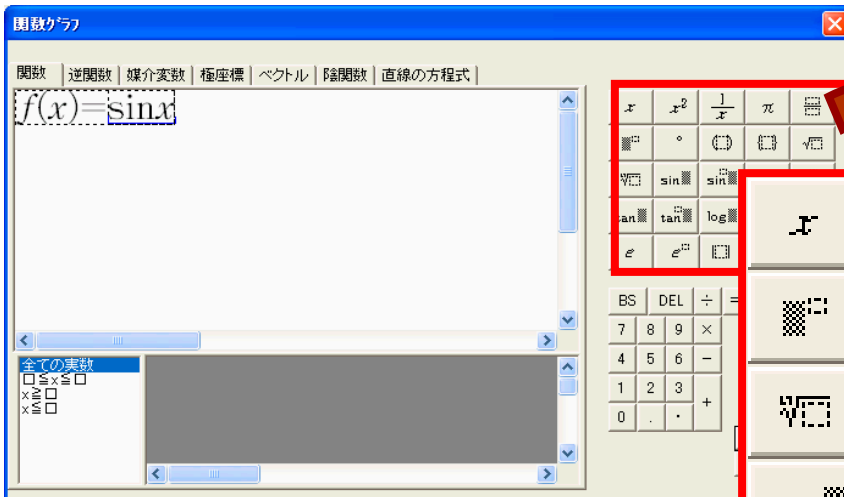 関数ｸﾞﾗﾌ
関数 逆関数 媒介変数 極座標 ベクトル 陰関数 直線の方程式
f(x)=sinx
x x² 1/x π
°
sin sin
tan tan log
e e
BS DEL ÷ =
7 8 9 ×
4 5 6 −
1 2 3 +
0 . ・
全ての実数
□≦x≦□
x≧□
x≦□
x